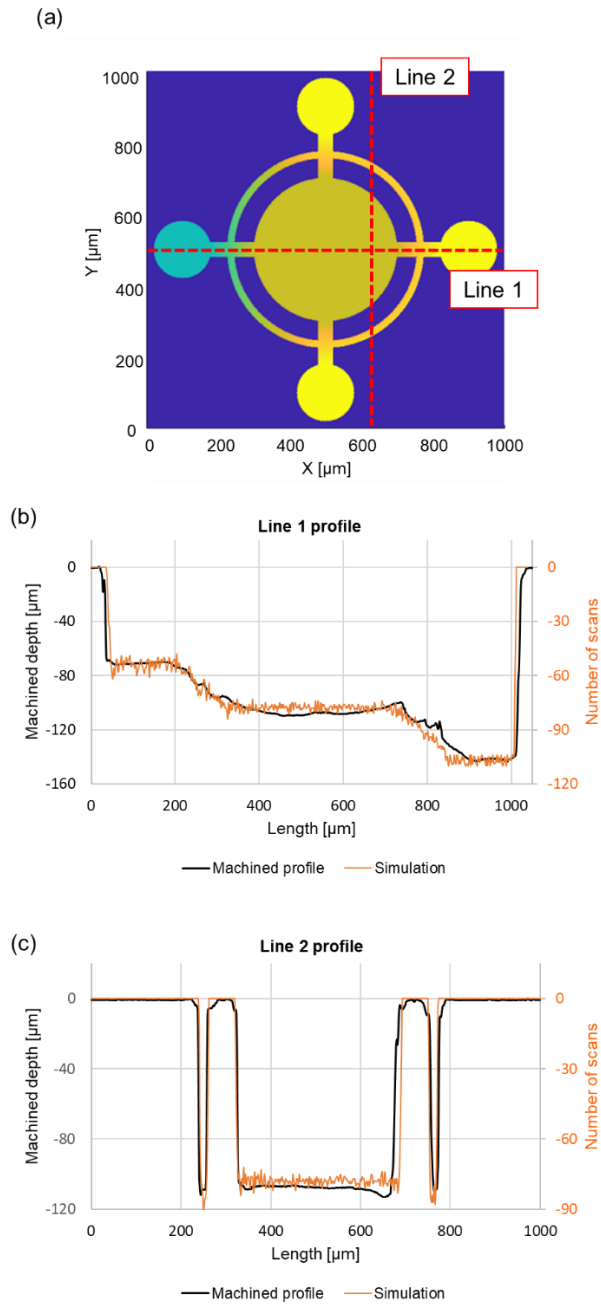 (a)
1000
800
600
400
200
0
Y [µm]
Line 2
Line 1
0 200 400 600 800 1000
X [µm]
(b)
Line 1 profile
0
-40
-80
-120
-160
Machined depth [µm]
0
-30
-60
-90
-120
Number of scans
0 200 400 600 800 1000
Length [µm]
Machined profile Simulation
(c)
Line 2 profile
0
-40
-80
-120
Machined depth [µm]
0
-30
-60
-90
Number of scans
0 200 400 600 800 1000
Length [µm]
Machined profile Simulation